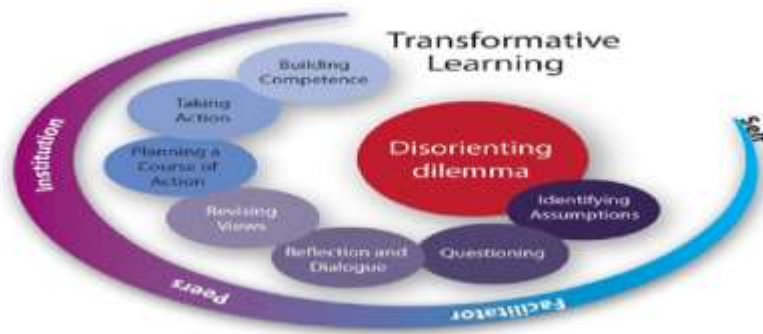 Transformative
Learning
Disorienting
dilemma
Identifying
Assumptions
Questioning
Reflection and
Dialogue
Revising
Views
Planning a
Course of
Action
Taking
Action
Building
Competence
Self
Facilitator
Peers
Institution